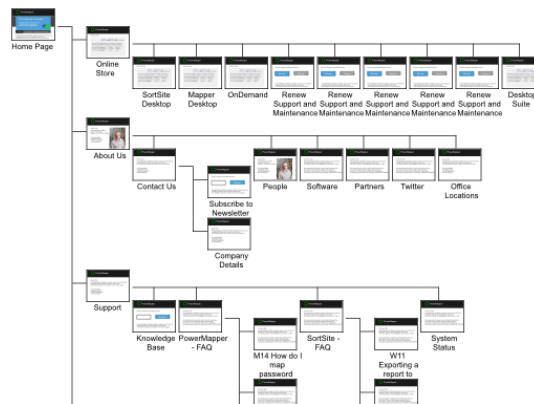 Home Page
Online
Store
SortSite
Desktop
Mapper
Desktop
OnDemand
Renew
Support and
Maintenance
Renew
Support and
Maintenance
Renew
Support and
Maintenance
Renew
Support and
Maintenance
Renew
Support and
Maintenance
Desktop
Suite
About Us
Contact Us
Subscribe to
Newsletter
Company
Details
People
Software
Partners
Twitter
Office
Locations
Support
Knowledge
Base
PowerMapper
- FAQ
M14 How do I
map
password
SortSite -
FAQ
W11
Exporting a
report to
System
Status